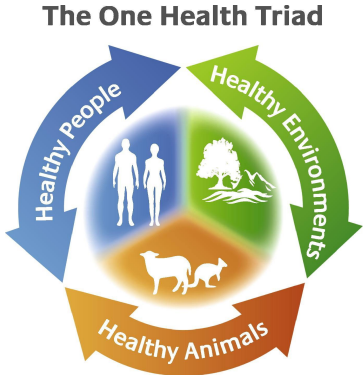 The One Health Triad
Healthy People
Healthy Environments
Healthy Animals